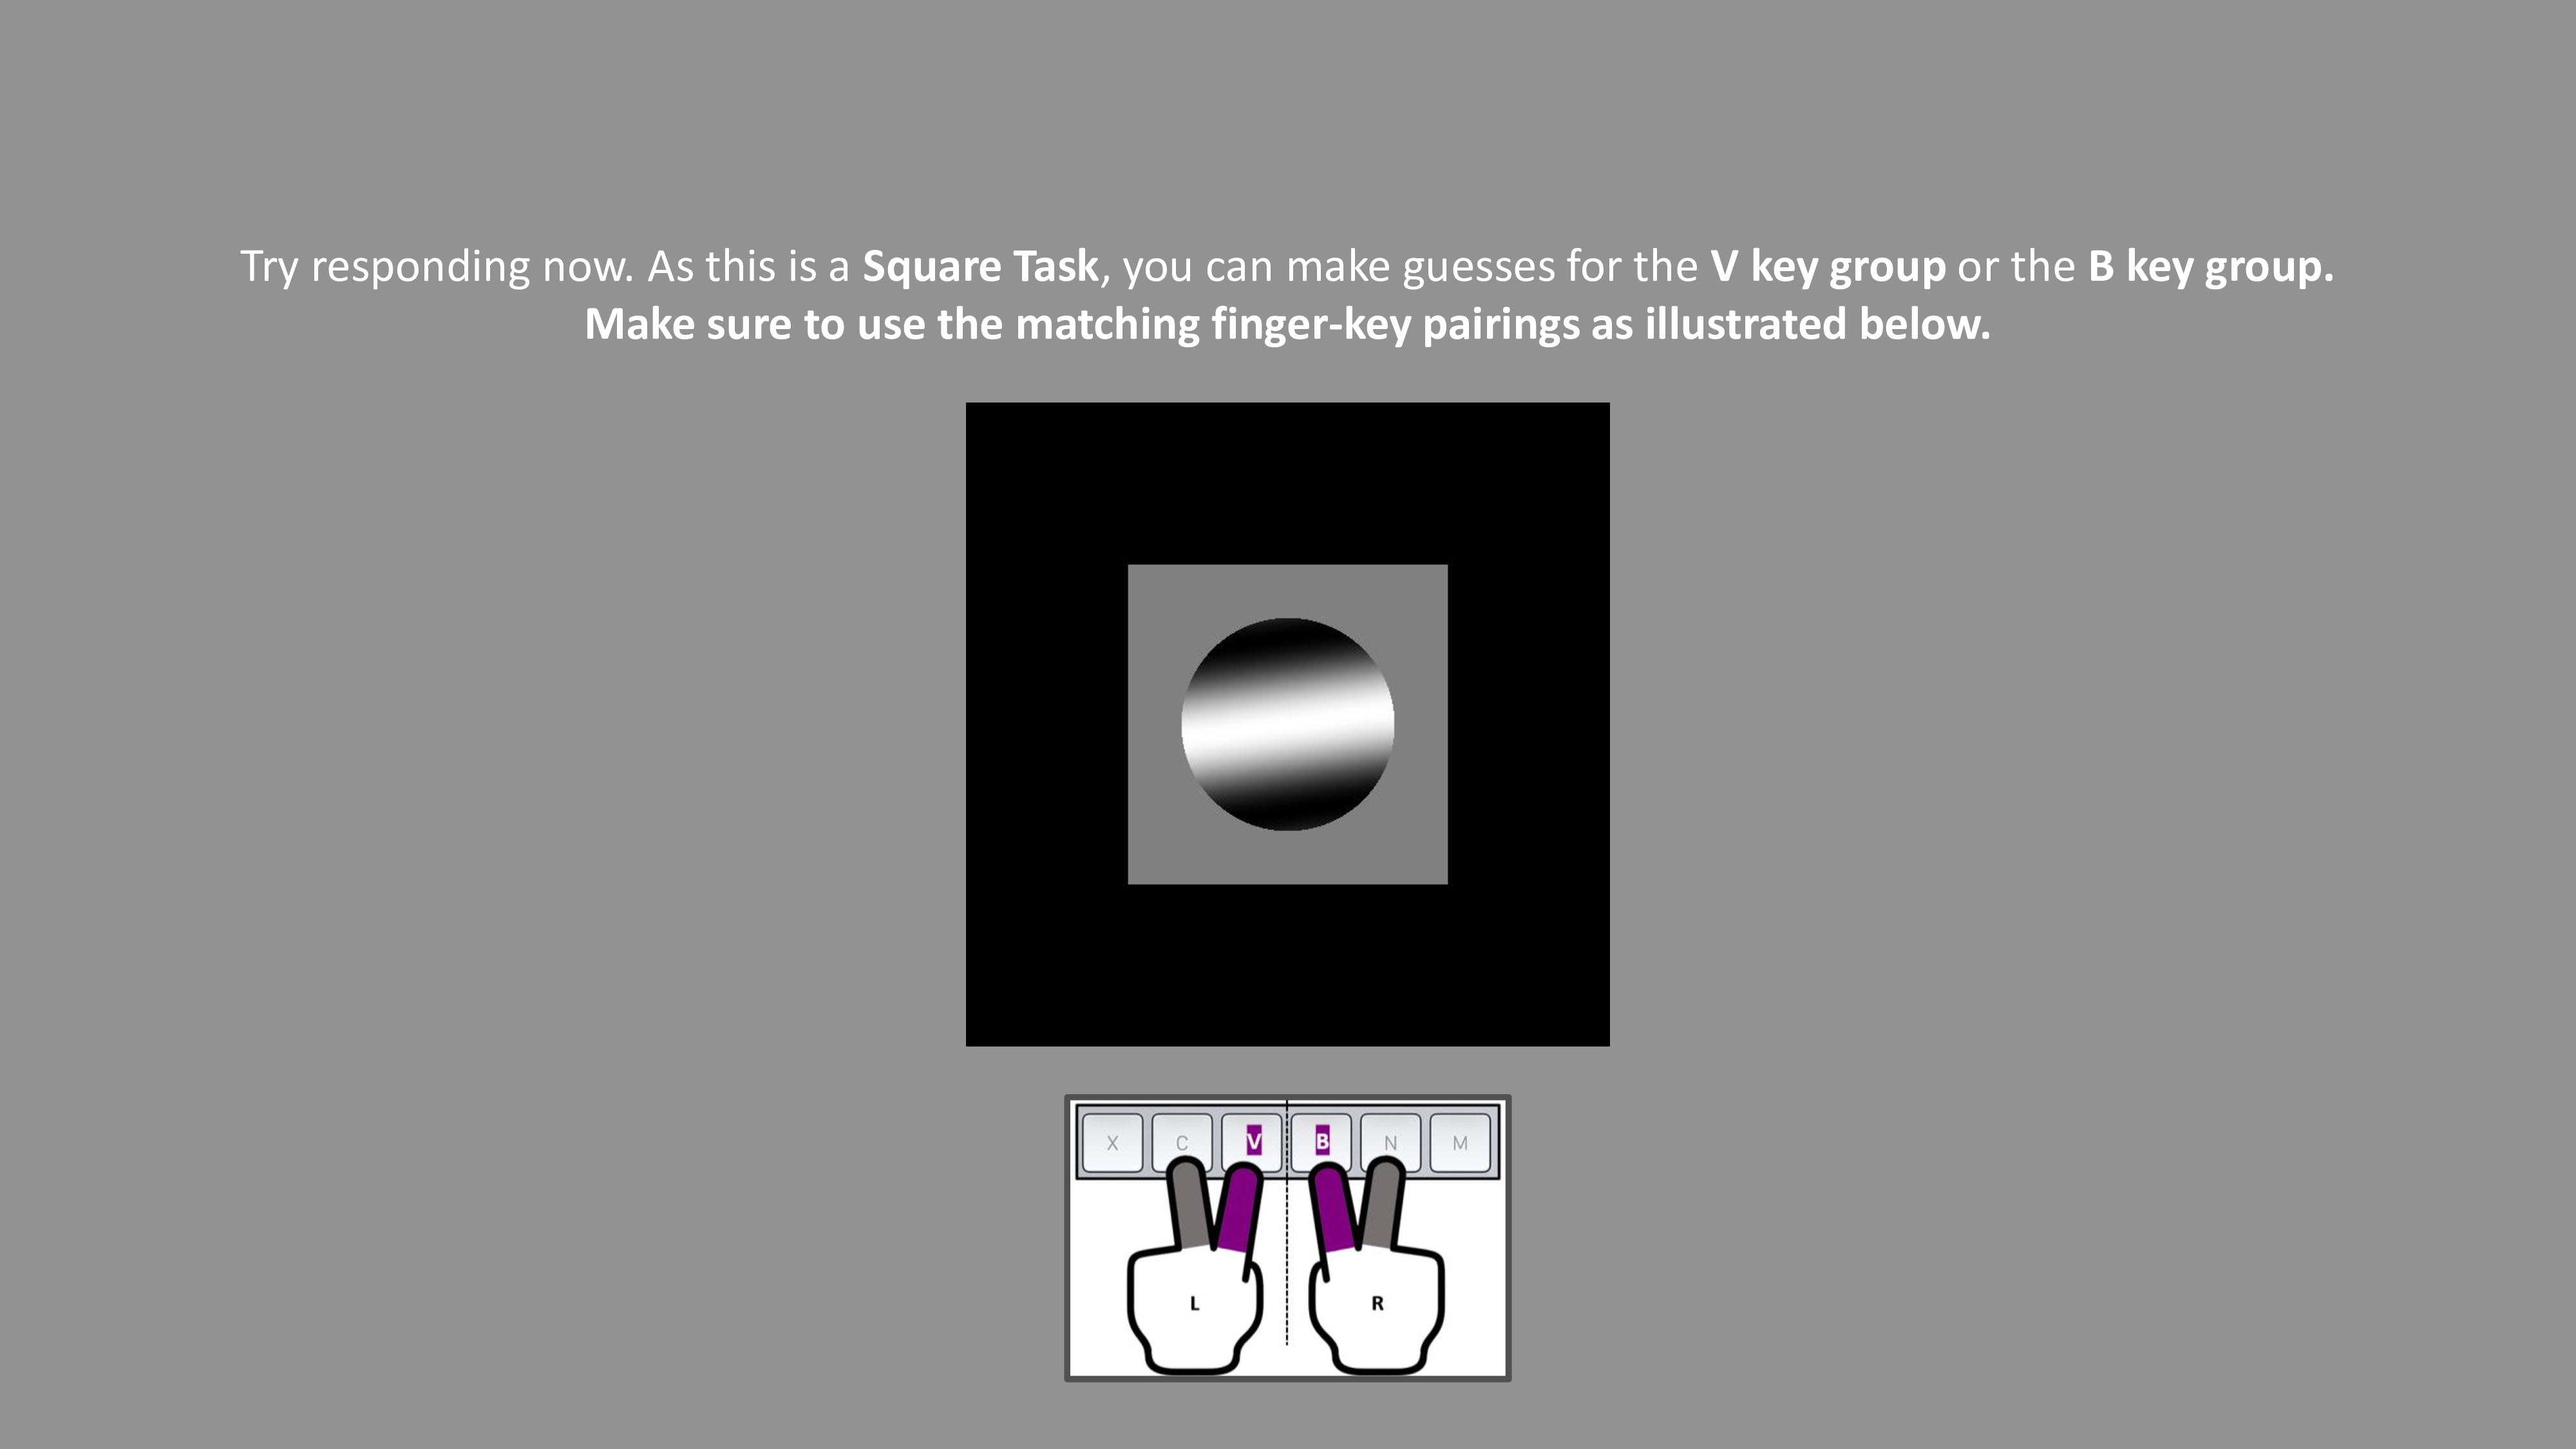 Try responding now. As this is a Square Task, you can make guesses for the V key group or the B key group.
Make sure to use the matching finger-key pairings as illustrated below.
X C V B N M
L R